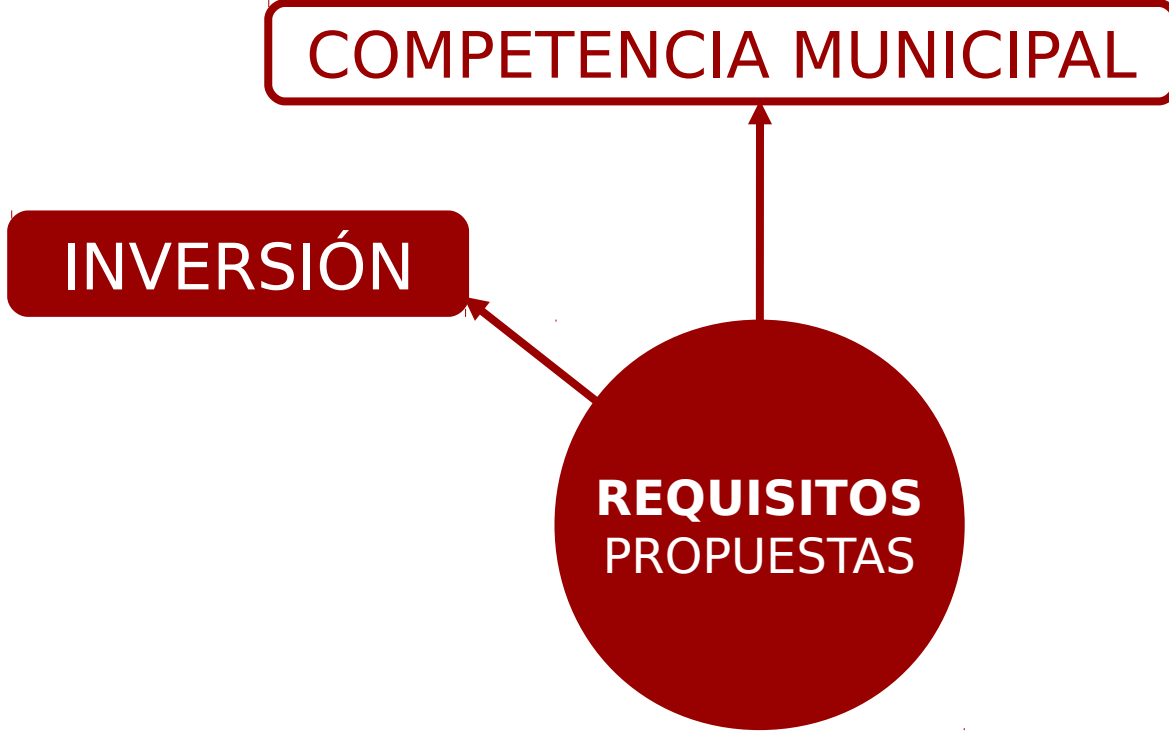 COMPETENCIA MUNICIPAL
INVERSIÓN
REQUISITOS
PROPUESTAS